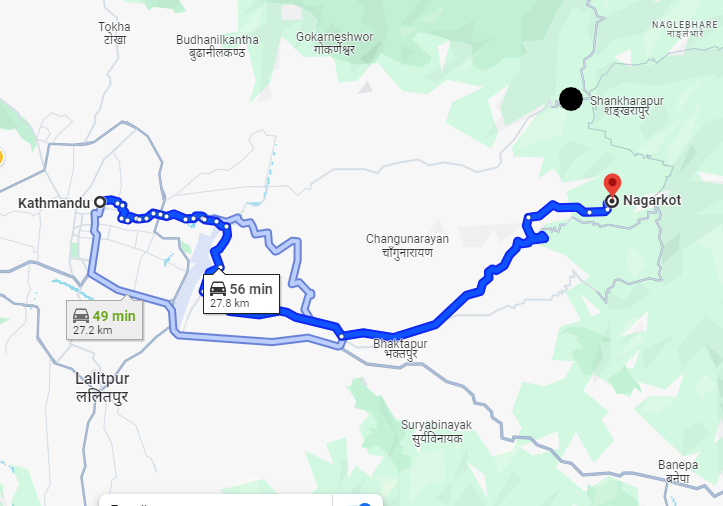 Tokha
टोखा
Budhanilkantha
बुढानीलकण्ठ
Gokarneshwor
गोकर्णेश्वर
NAGLEBHARE
नाङ्लेभारे
Shankharapur
शङ्खरापुर
Kathmandu
Nagarkot
Changunarayan
चाँगुनारायण
56 min
27.8 km
49 min
27.2 km
Bhaktapur
भक्तपुर
Lalitpur
ललितपुर
Suryabinayak
सुर्यविनायक
Banepa
बनेपा